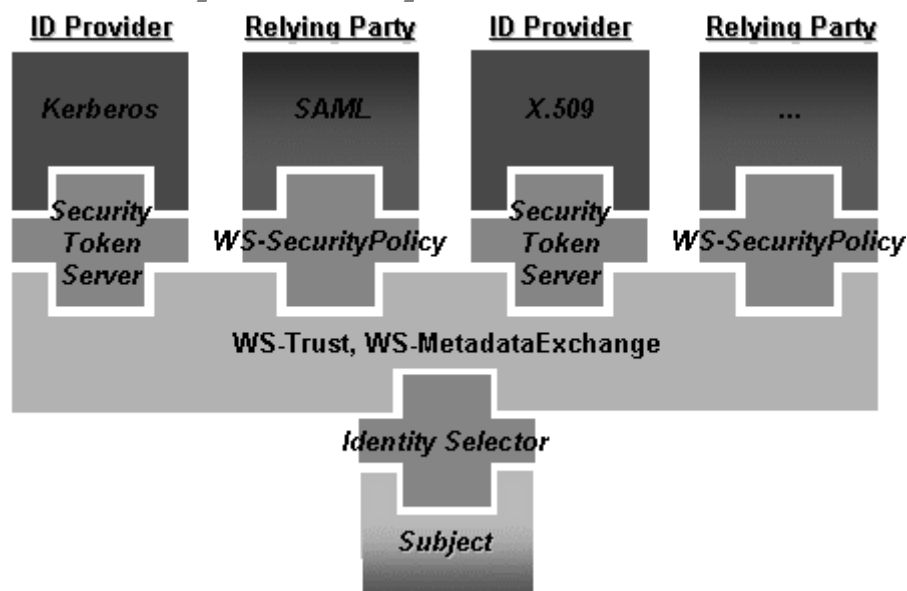 ID Provider
Relying Party
ID Provider
Relying Party
Kerberos
SAML
X.509
...
Security
Token
Server
WS-SecurityPolicy
Security
Token
Server
WS-SecurityPolicy
WS-Trust, WS-MetadataExchange
Identity Selector
Subject